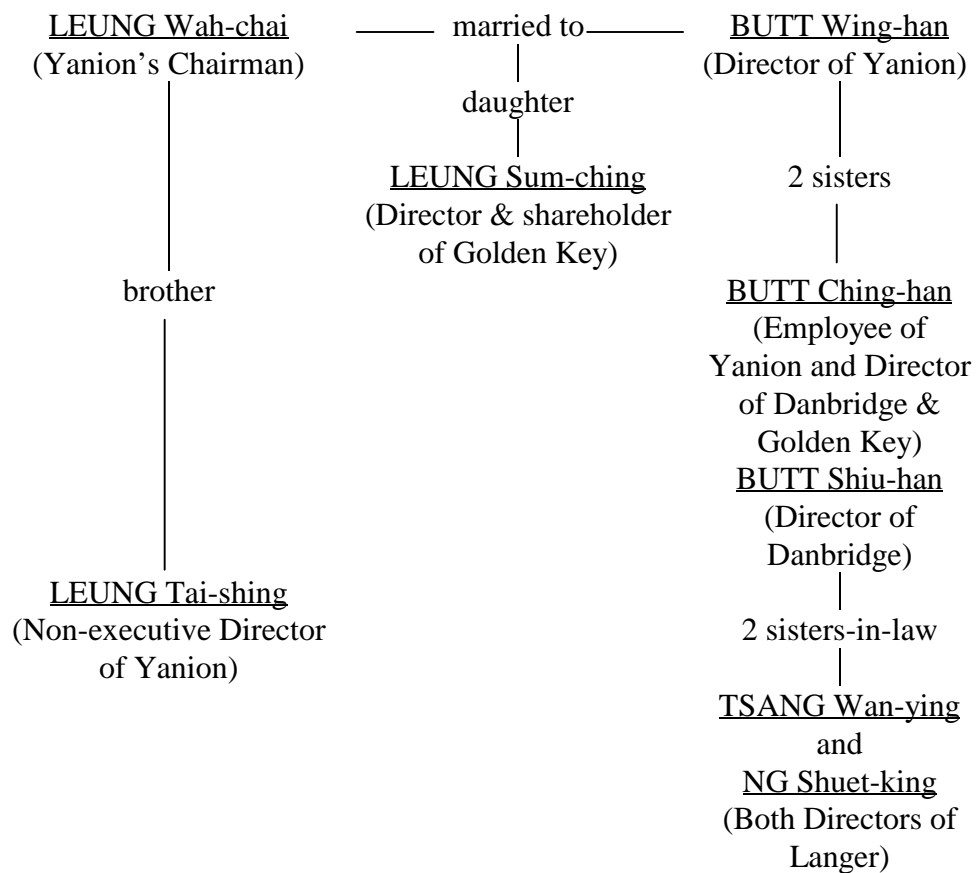 LEUNG Wah-chai
(Yanion’s Chairman)
married to
BUTT Wing-han
(Director of Yanion)
daughter
LEUNG Sum-ching
(Director & shareholder
of Golden Key)
2 sisters
brother
BUTT Ching-han
(Employee of
Yanion and Director
of Danbridge &
Golden Key)
BUTT Shiu-han
(Director of
Danbridge)
LEUNG Tai-shing
(Non-executive Director
of Yanion)
2 sisters-in-law
TSANG Wan-ying
and
NG Shuet-king
(Both Directors of
Langer)